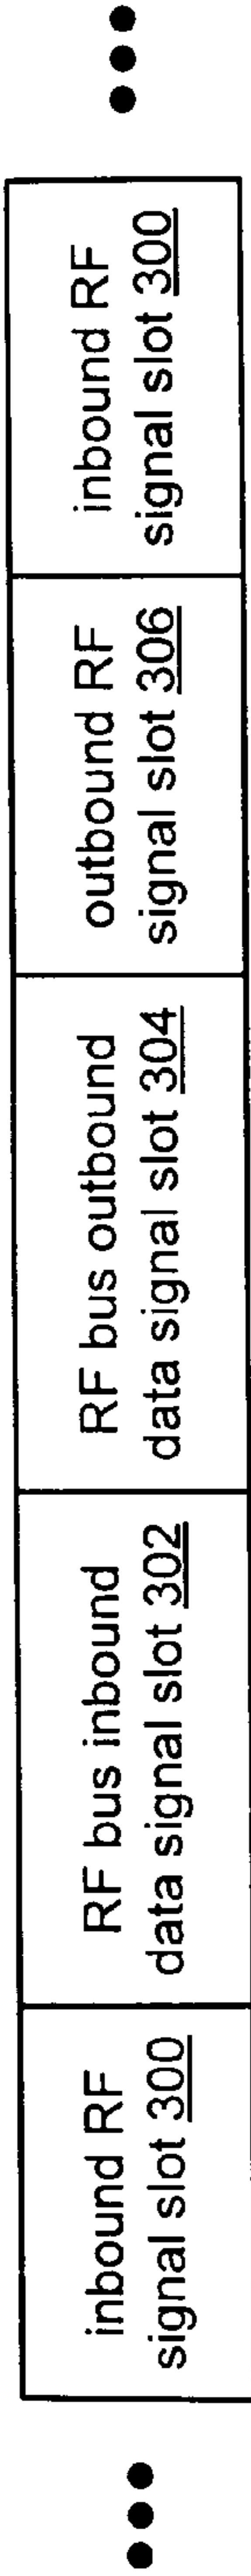 inbound RF
signal slot 300
RF bus inbound
data signal slot 302
RF bus outbound
data signal slot 304
outbound RF
signal slot 306
inbound RF
signal slot 300